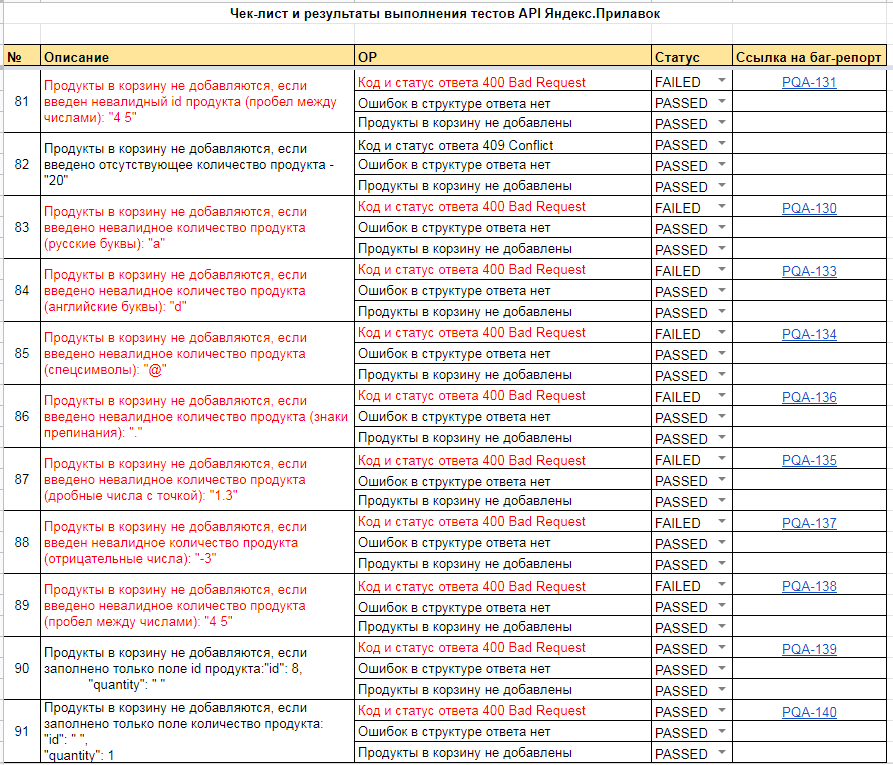 Чек-лист и результаты выполнения тестов API Яндекс.Прилавок
№ Описание ОР Статус Ссылка на баг-репорт
81
Продукты в корзину не добавляются, если
введен невалидный id продукта (пробел между
числами): "4 5"
Код и статус ответа 400 Bad Request FAILED PQA-131
Ошибок в структуре ответа нет PASSED
Продукты в корзину не добавлены PASSED
82
Продукты в корзину не добавляются, если
введено отсутствующее количество продукта -
"20"
Код и статус ответа 409 Conflict PASSED
Ошибок в структуре ответа нет PASSED
Продукты в корзину не добавлены PASSED
83
Продукты в корзину не добавляются, если
введено невалидное количество продукта
(русские буквы): "а"
Код и статус ответа 400 Bad Request FAILED PQA-130
Ошибок в структуре ответа нет PASSED
Продукты в корзину не добавлены PASSED
84
Продукты в корзину не добавляются, если
введено невалидное количество продукта
(английские буквы): "d"
Код и статус ответа 400 Bad Request FAILED PQA-133
Ошибок в структуре ответа нет PASSED
Продукты в корзину не добавлены PASSED
85
Продукты в корзину не добавляются, если
введено невалидное количество продукта
(спецсимволы): "@"
Код и статус ответа 400 Bad Request FAILED PQA-134
Ошибок в структуре ответа нет PASSED
Продукты в корзину не добавлены PASSED
86
Продукты в корзину не добавляются, если
введено невалидное количество продукта (знаки
препинания): "."
Код и статус ответа 400 Bad Request FAILED PQA-136
Ошибок в структуре ответа нет PASSED
Продукты в корзину не добавлены PASSED
87
Продукты в корзину не добавляются, если
введено невалидное количество продукта
(дробные числа с точкой): "1.3"
Код и статус ответа 400 Bad Request FAILED PQA-135
Ошибок в структуре ответа нет PASSED
Продукты в корзину не добавлены PASSED
88
Продукты в корзину не добавляются, если
введен невалидное количество продукта
(отрицательные числа): "-3"
Код и статус ответа 400 Bad Request FAILED PQA-137
Ошибок в структуре ответа нет PASSED
Продукты в корзину не добавлены PASSED
89
Продукты в корзину не добавляются, если
введено невалидное количество продукта
(пробел между числами): "4 5"
Код и статус ответа 400 Bad Request FAILED PQA-138
Ошибок в структуре ответа нет PASSED
Продукты в корзину не добавлены PASSED
90
Продукты в корзину не добавляются, если
заполнено только поле id продукта:"id": 8,
"quantity": " "
Код и статус ответа 400 Bad Request PASSED PQA-139
Ошибок в структуре ответа нет PASSED
Продукты в корзину не добавлены PASSED
91
Продукты в корзину не добавляются, если
заполнено только поле количество продукта:
"id": " ",
"quantity": 1
Код и статус ответа 400 Bad Request PASSED PQA-140
Ошибок в структуре ответа нет PASSED
Продукты в корзину не добавлены PASSED